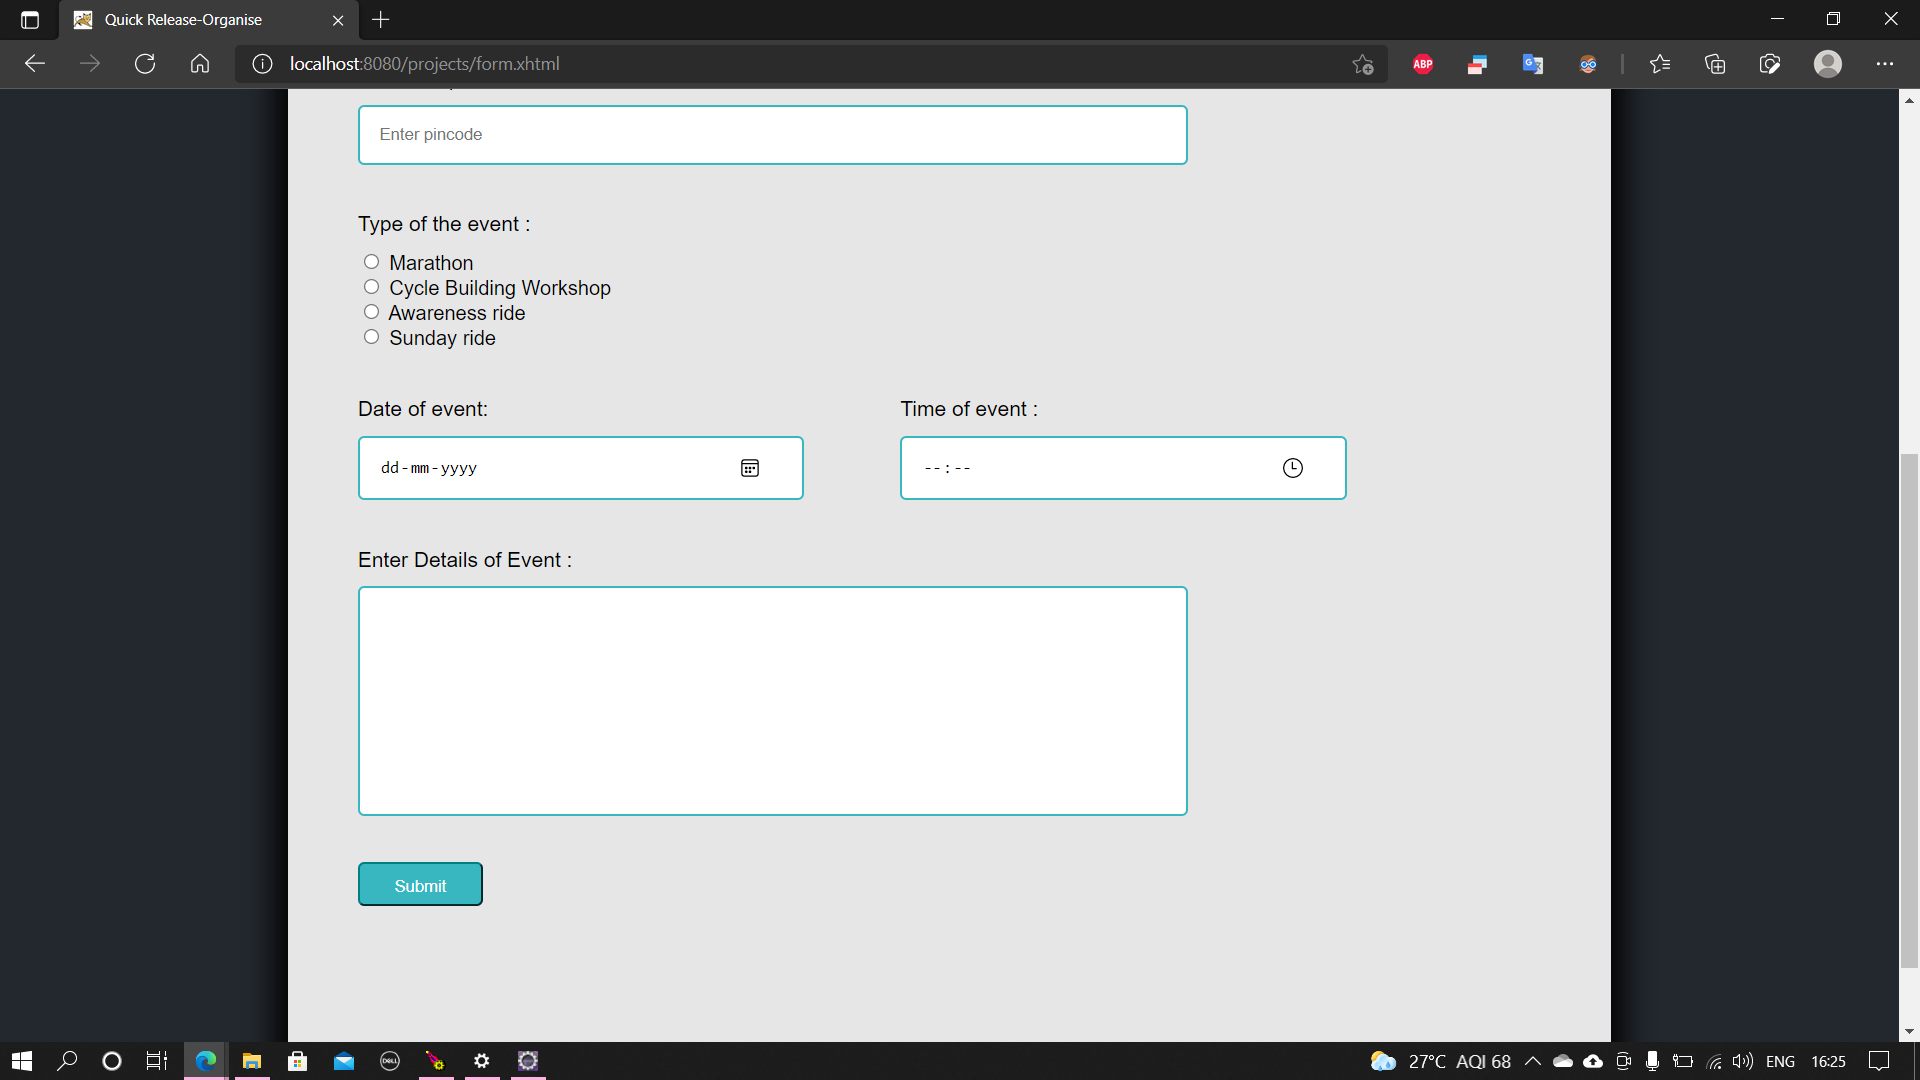 Quick Release-Organise
localhost:8080/projects/form.xhtml
ABP
Enter pincode
Type of the event :
Marathon
Cycle Building Workshop
Awareness ride
Sunday ride
Date of event:
Time of event :
dd-mm-yyyy
--:--
Enter Details of Event :
Submit
DELL
27°C AQI 68
ENG
16:25